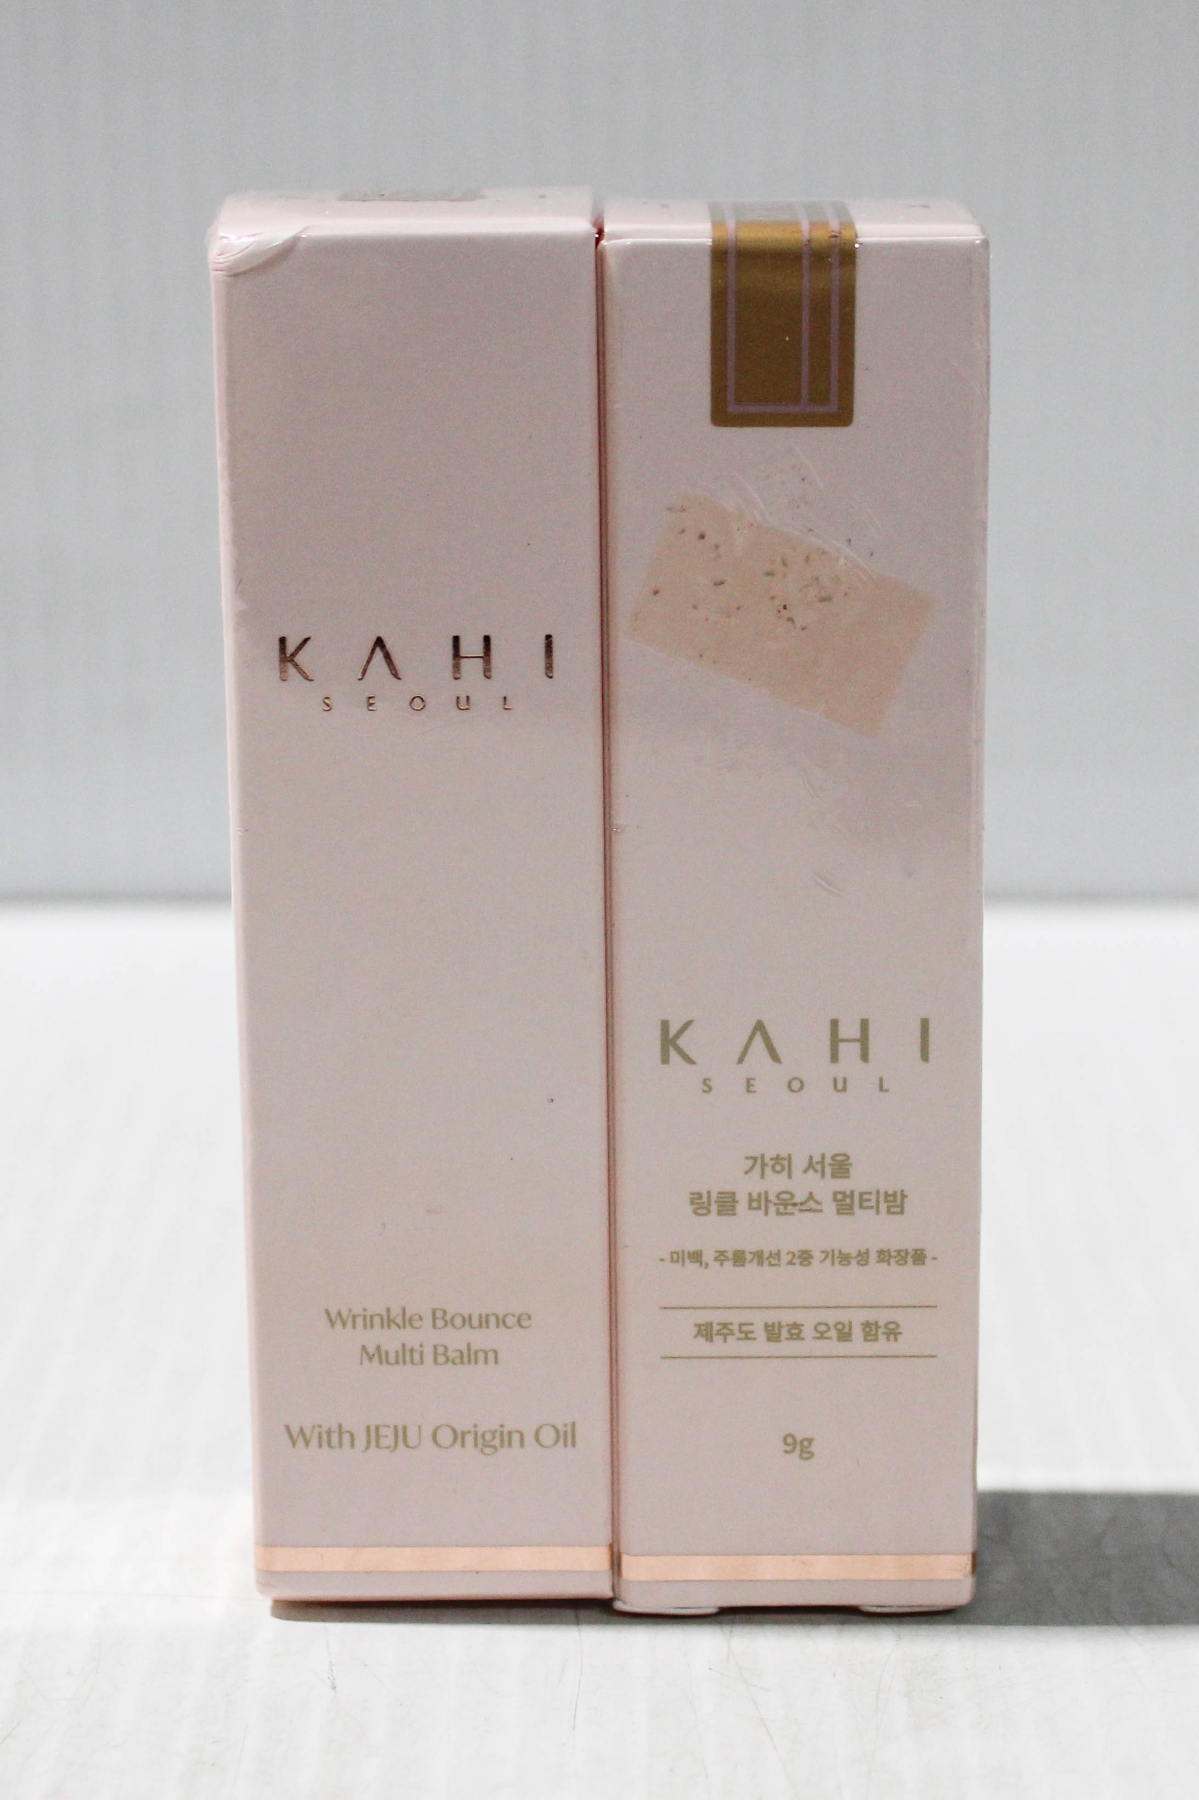 KAHI
SEOUL
Wrinkle Bounce
Multi Balm
With JEJU Origin Oil
KAHI
SEOUL
가히 서울
링클 바운스 멀티밤
- 미백, 주름개선 2중 기능성 화장품 -
제주도 발효 오일 함유
9g